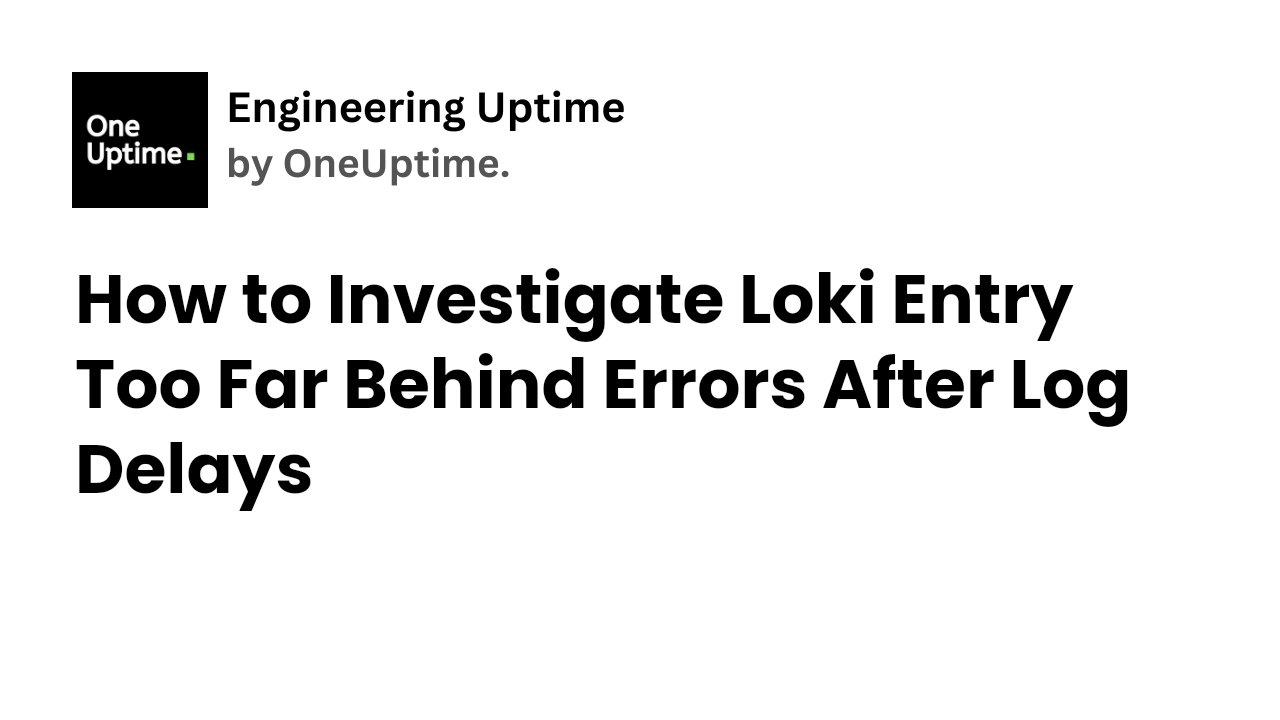 One
Uptime.
Engineering Uptime
by OneUptime.
How to Investigate Loki Entry
Too Far Behind Errors After Log
Delays